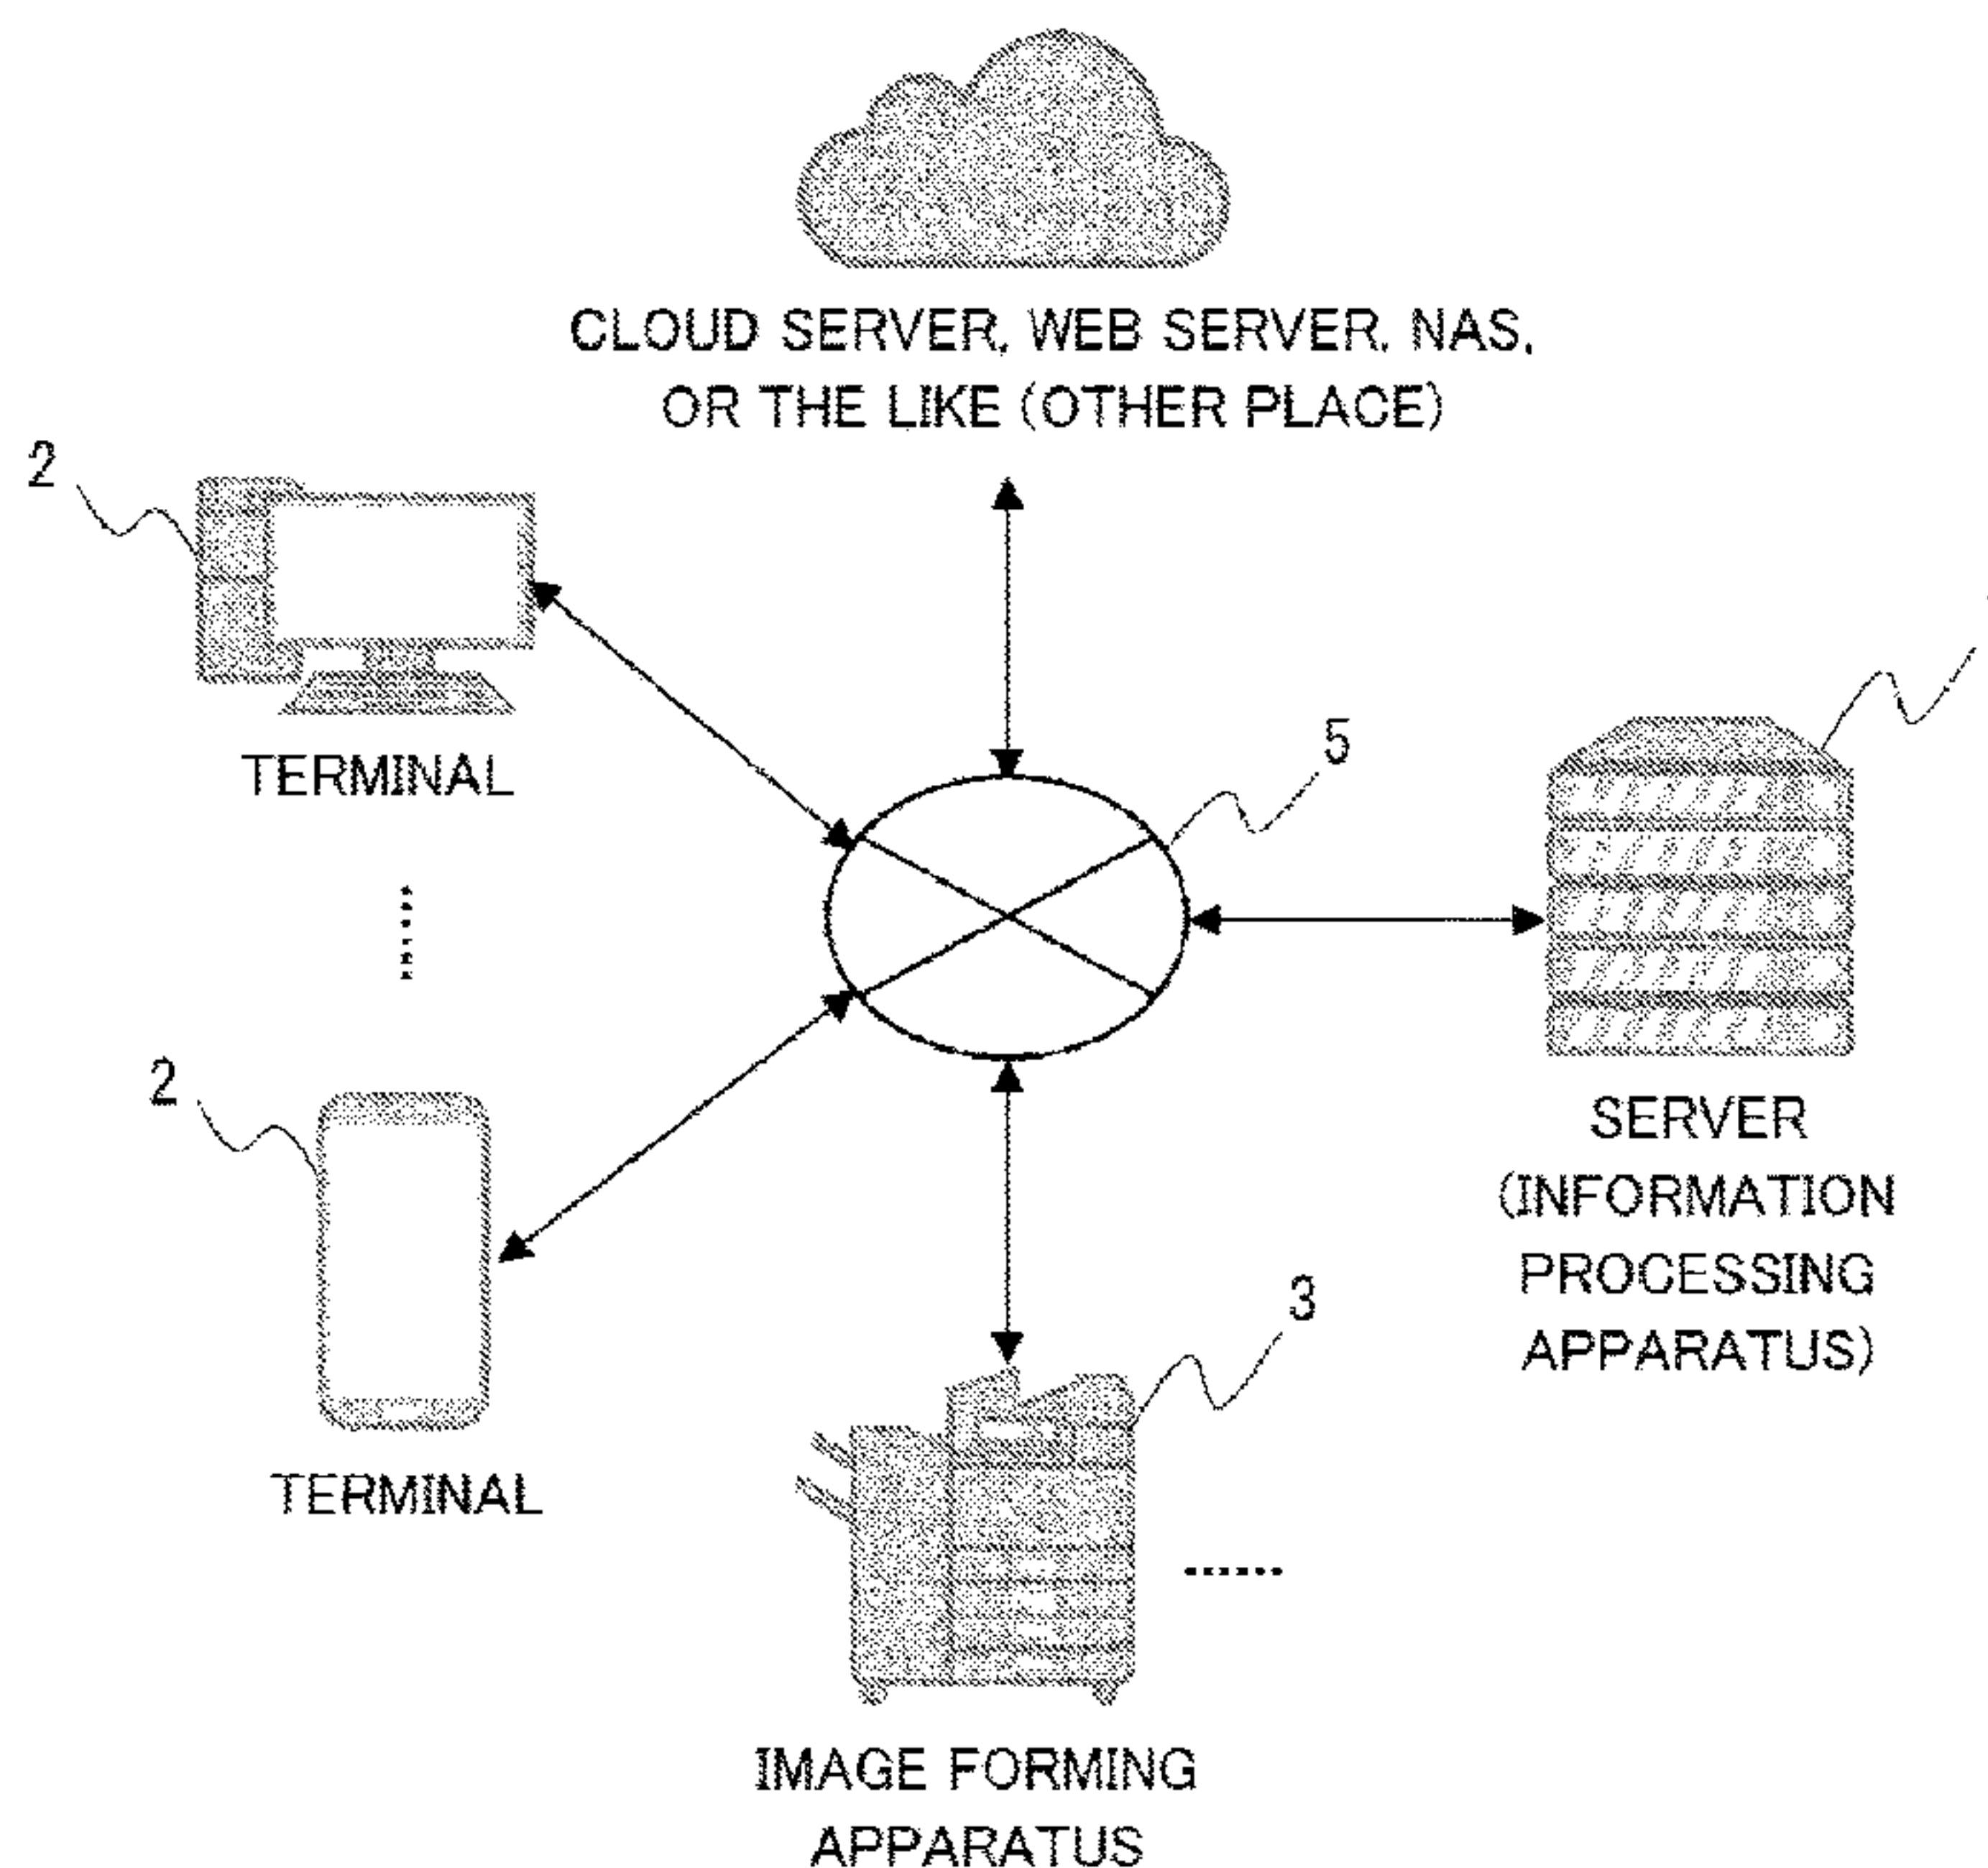 CLOUD SERVER, WEB SERVER, NAS,
OR THE LIKE (OTHER PLACE)
2
TERMINAL
5
2
TERMINAL
SERVER
(INFORMATION
PROCESSING
APPARATUS)
3
IMAGE FORMING
APPARATUS